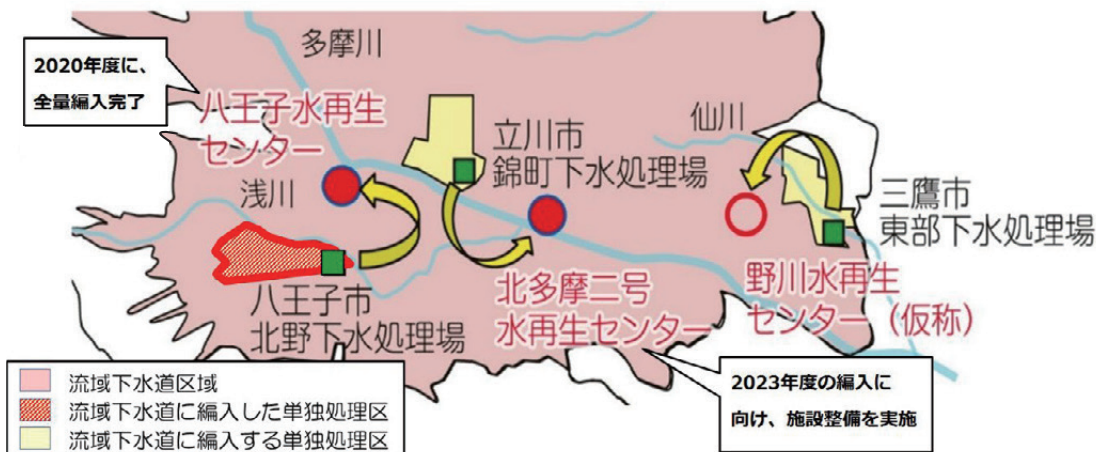 2020年度に、
全量編入完了
多摩川
八王子水再生
センター
浅川
立川市
錦町下水処理場
仙川
三鷹市
東部下水処理場
八王子市
北野下水処理場
北多摩二号
水再生センター
野川水再生
センター（仮称）
2023年度の編入に
向け、施設整備を実施
流域下水道区域
流域下水道に編入した単独処理区
流域下水道に編入する単独処理区